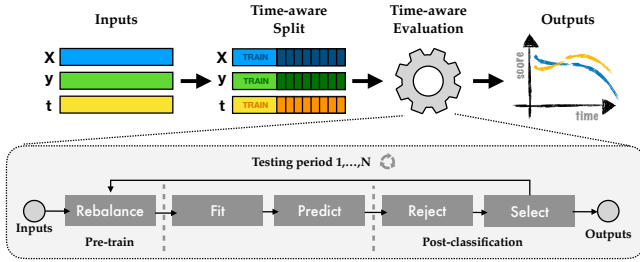 Inputs
Time-aware
Split
Time-aware
Evaluation
Outputs
X
y
t
X TRAIN
y TRAIN
t TRAIN
score
time
Testing period 1,...,N
Inputs
Rebalance
Fit
Predict
Reject
Select
Outputs
Pre-train
Post-classification